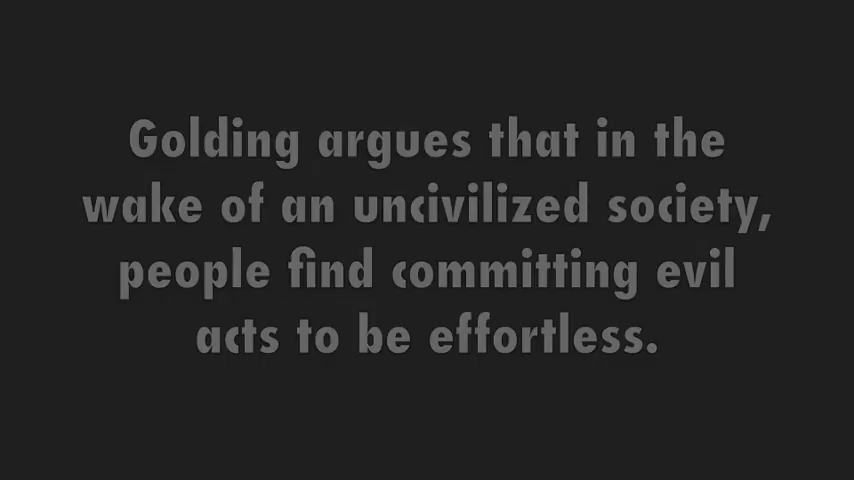 Golding argues that in the
wake of an uncivilized society,
people find committing evil
acts to be effortless.